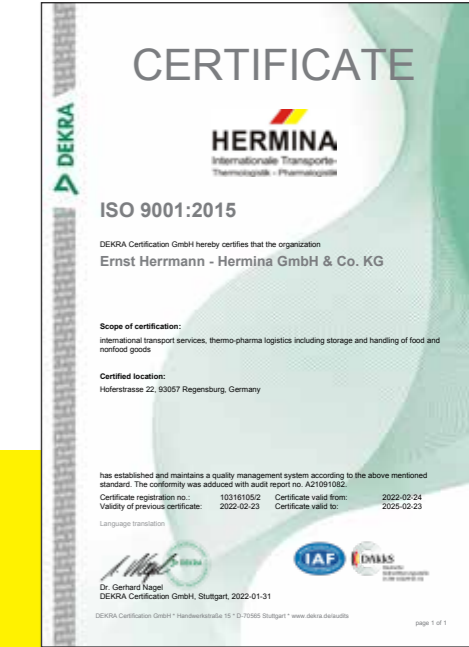 CERTIFICATE
DEKRA
HERMINA
Internationale Transporte-
Thermologistik - Pharmalogistik
ISO 9001:2015
DEKRA Certification GmbH hereby certifies that the organization
Ernst Herrmann - Hermina GmbH & Co. KG
Scope of certification:
international transport services, thermo-pharma logistics including storage and handling of food and
nonfood goods
Certified location:
Hoferstrasse 22, 93057 Regensburg, Germany
has established and maintains a quality management system according to the above mentioned
standard. The conformity was adduced with audit report no. A21091082.
Certificate registration no.: 10316105/2 Certificate valid from: 2022-02-24
Validity of previous certificate: 2022-02-23 Certificate valid to: 2025-02-23
Language translation
IAF DAkkS
Dr. Gerhard Nagel
DEKRA Certification GmbH, Stuttgart, 2022-01-31
DEKRA Certification GmbH * Handwerkstraße 15 * D-70565 Stuttgart * www.dekra.de/audits
page 1 of 1